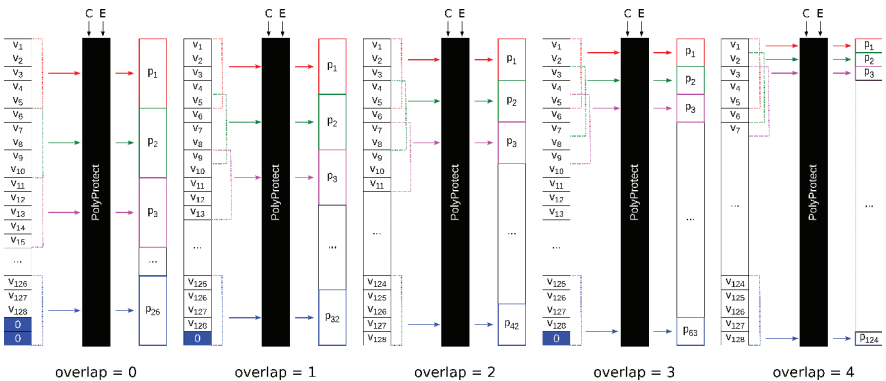 C E
v1
v2
v3
v4
v5
v6
v7
v8
v9
v10
v11
v12
v13
v14
v15
...
v126
v127
v128
0
0
PolyProtect
p1
p2
p3
...
p26
overlap = 0
C E
v1
v2
v3
v4
v5
v6
v7
v8
v9
v10
v11
v12
v13
...
v125
v126
v127
v128
0
PolyProtect
p1
p2
p3
...
p32
overlap = 1
C E
v1
v2
v3
v4
v5
v6
v7
v8
v9
v10
v11
...
v124
v125
v126
v127
v128
PolyProtect
p1
p2
p3
...
p42
overlap = 2
C E
v1
v2
v3
v4
v5
v6
v7
v8
v9
v10
v11
v12
v13
...
v125
v126
v127
v128
0
PolyProtect
p1
p2
p3
...
p63
overlap = 3
C E
v1
v2
v3
v4
v5
v6
v7
...
v124
v125
v126
v127
v128
PolyProtect
p1
p2
p3
...
p124
overlap = 4